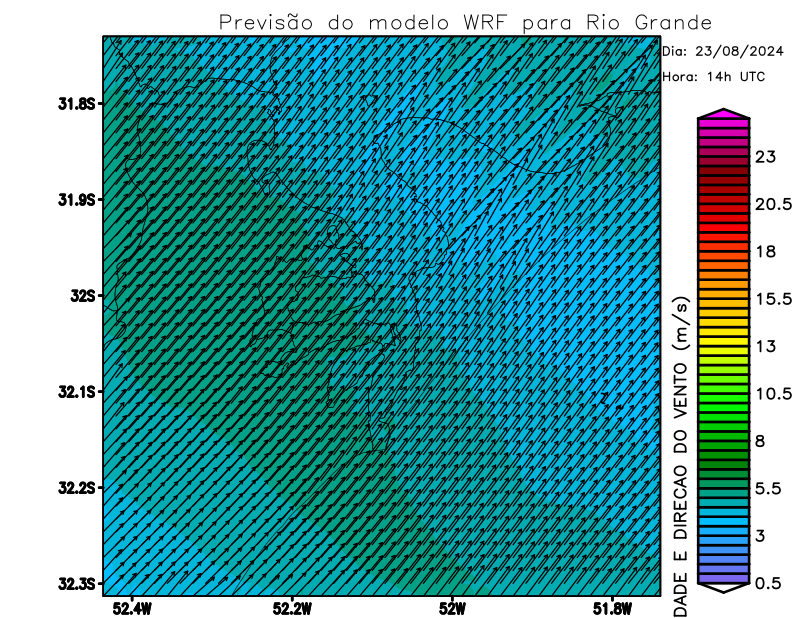 Previsão do modelo WRF para Rio Grande
Dia: 23/08/2024
Hora: 14h UTC
31.8S
31.9S
32S
32.1S
32.2S
32.3S
52.4W
52.2W
52W
51.8W
23
20.5
18
15.5
13
10.5
8
5.5
3
0.5
DADE E DIRECAO DO VENTO (m/s)